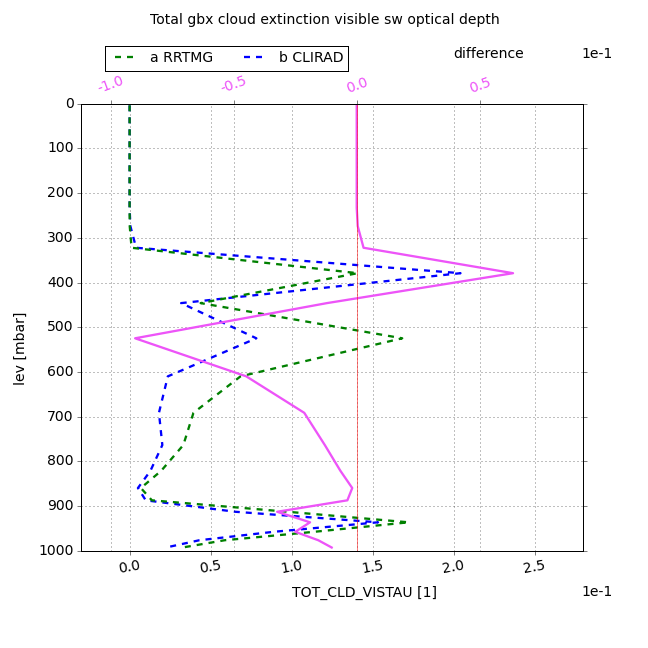 Total gbx cloud extinction visible sw optical depth
a RRTMG b CLIRAD difference 1e-1
-1.0 -0.5 0.0 0.5
0
100
200
300
400
500
600
700
800
900
1000
lev [mbar]
0.0 0.5 1.0 1.5 2.0 2.5
TOT_CLD_VISTAU [1] 1e-1